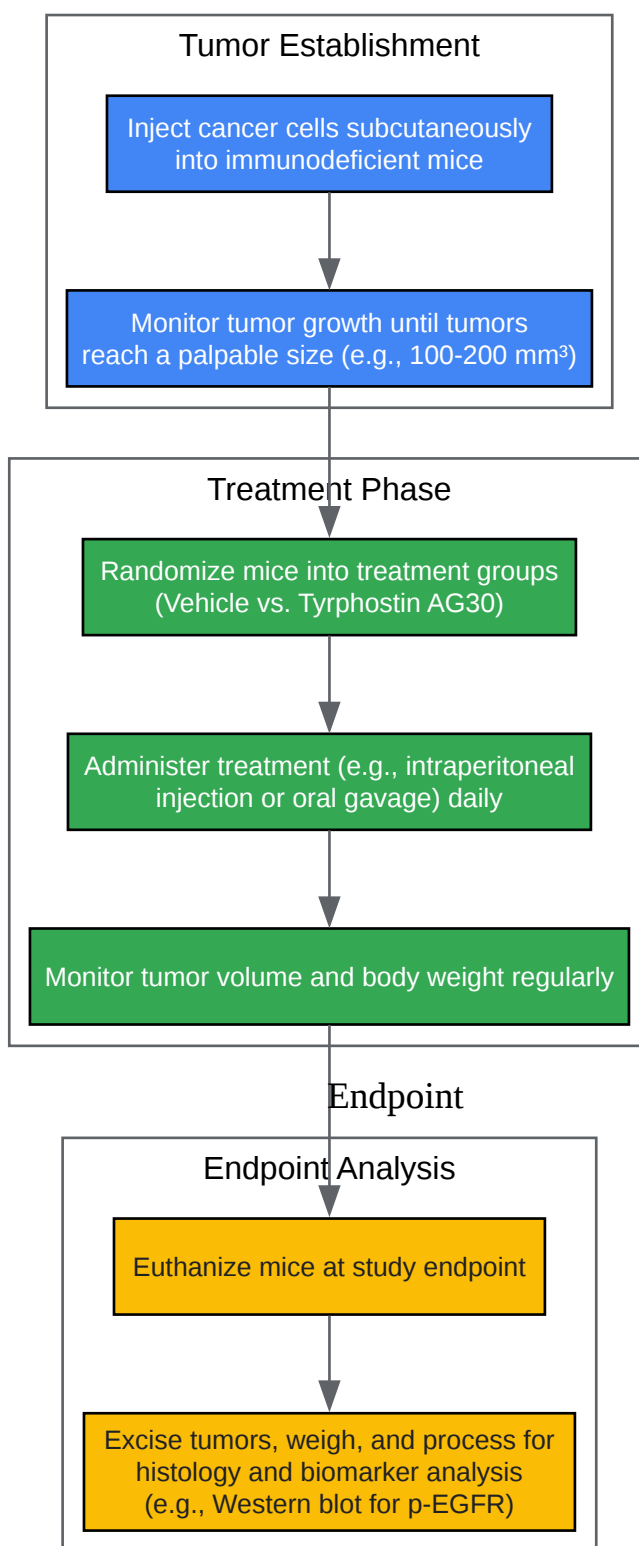 Tumor Establishment
Inject cancer cells subcutaneously
into immunodeficient mice
Monitor tumor growth until tumors
reach a palpable size (e.g., 100-200 mm³)
Treatment Phase
Randomize mice into treatment groups
(Vehicle vs. Tyrphostin AG30)
Administer treatment (e.g., intraperitoneal
injection or oral gavage) daily
Monitor tumor volume and body weight regularly
Endpoint
Endpoint Analysis
Euthanize mice at study endpoint
Excise tumors, weigh, and process for
histology and biomarker analysis
(e.g., Western blot for p-EGFR)